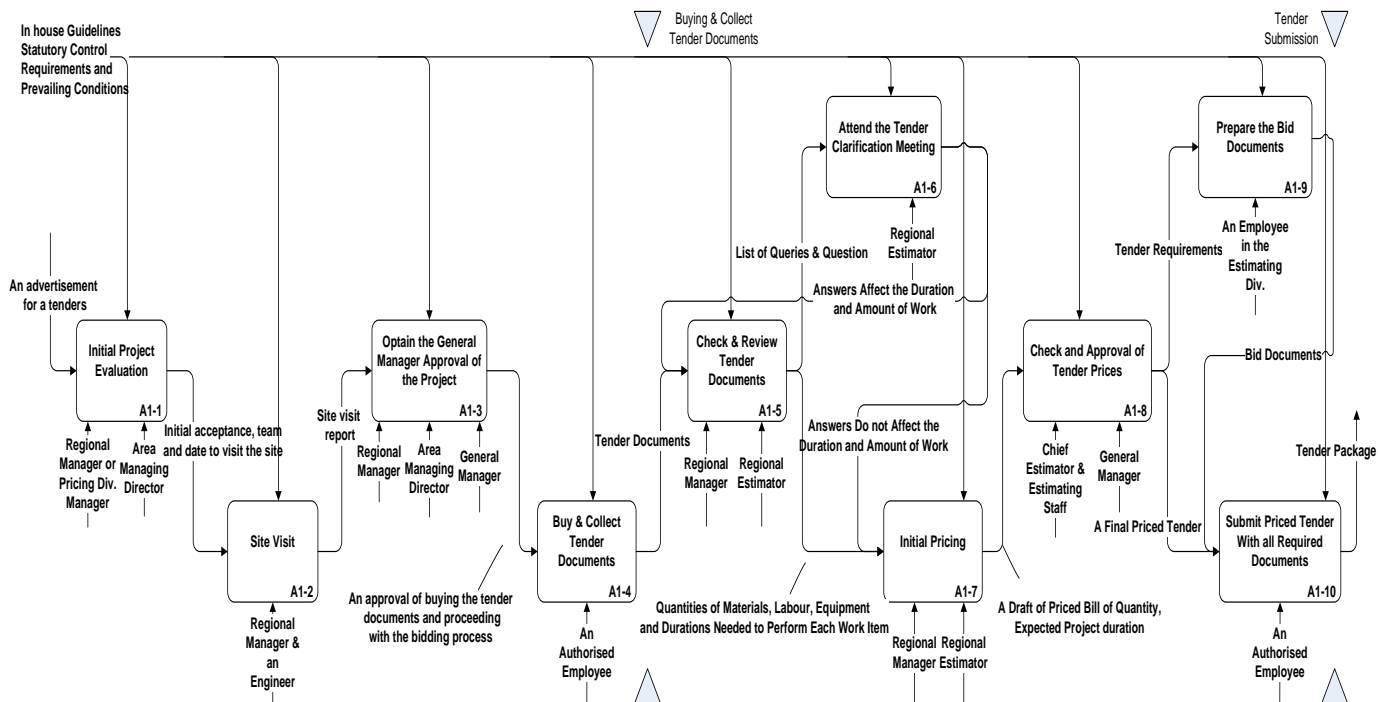 In house Guidelines
Statutory Control
Requirements and
Prevailing Conditions
Buying & Collect
Tender Documents
Tender
Submission
Attend the Tender
Clarification Meeting
A1-6
Prepare the Bid
Documents
A1-9
Regional
Estimator
An Employee
in the
Estimating
Div.
List of Queries & Question
Tender Requirements
An advertisement
for a tenders
Answers Affect the Duration
and Amount of Work
Initial Project
Evaluation
A1-1
Optain the General
Manager Approval of
the Project
A1-3
Check & Review
Tender
Documents
A1-5
Check and Approval of
Tender Prices
A1-8
Bid Documents
Regional
Manager or
Pricing Div.
Manager
Area
Managing
Director
Initial acceptance, team
and date to visit the site
Site visit
report
Regional
Manager
Area
Managing
Director
General
Manager
Tender Documents
Regional
Manager
Regional
Estimator
Answers Do not Affect the
Duration and Amount of Work
Chief
Estimator &
Estimating
Staff
General
Manager
Tender Package
A Final Priced Tender
Site Visit
A1-2
Buy & Collect
Tender
Documents
A1-4
Initial Pricing
A1-7
Submit Priced Tender
With all Required
Documents
A1-10
An approval of buying the tender
documents and proceeding
with the bidding process
Quantities of Materials, Labour, Equipment
and Durations Needed to Perform Each Work Item
A Draft of Priced Bill of Quantity,
Expected Project duration
Regional
Manager &
an
Engineer
An
Authorised
Employee
Regional
Manager
Regional
Estimator
An
Authorised
Employee